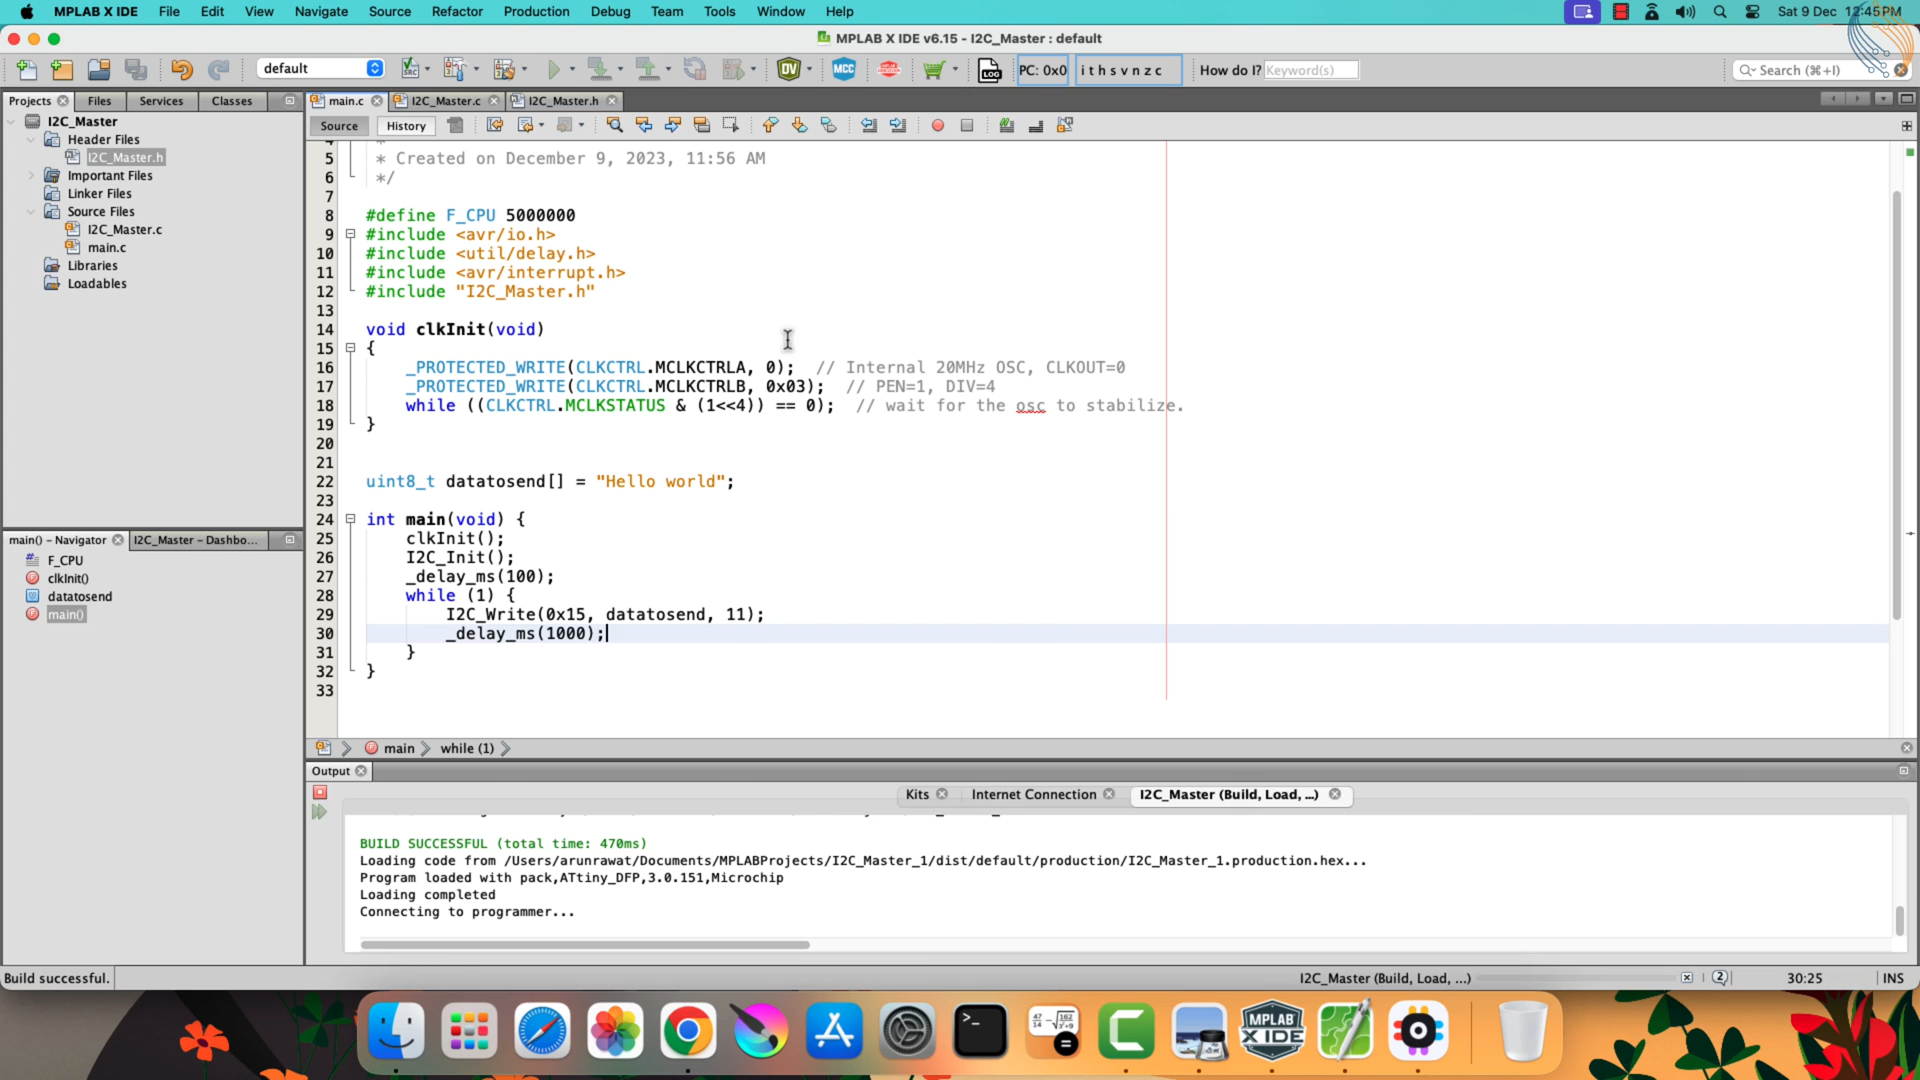 MPLAB X IDE File Edit View Navigate Source Refactor Production Debug Team Tools Window Help Sat 9 Dec 12:45PM
MPLAB X IDE v6.15 - I2C_Master : default
default SRC DV MCC LOG PC: 0x0 i t h s v n z c How do I? Keyword(s) Search (⌘+I)
Projects Files Services Classes main.c I2C_Master.c I2C_Master.h
Source History
I2C_Master
Header Files
I2C_Master.h
Important Files
Linker Files
Source Files
I2C_Master.c
main.c
Libraries
Loadables
4 *
5 * Created on December 9, 2023, 11:56 AM
6 */
7
8 #define F_CPU 5000000
9 #include <avr/io.h>
10 #include <util/delay.h>
11 #include <avr/interrupt.h>
12 #include "I2C_Master.h"
13
14 void clkInit(void)
15 {
16 _PROTECTED_WRITE(CLKCTRL.MCLKCTRLA, 0); // Internal 20MHz OSC, CLKOUT=0
17 _PROTECTED_WRITE(CLKCTRL.MCLKCTRLB, 0x03); // PEN=1, DIV=4
18 while ((CLKCTRL.MCLKSTATUS & (1<<4)) == 0); // wait for the osc to stabilize.
19 }
20
21
22 uint8_t datatosend[] = "Hello world";
23
24 int main(void) {
25 clkInit();
26 I2C_Init();
27 _delay_ms(100);
28 while (1) {
29 I2C_Write(0x15, datatosend, 11);
30 _delay_ms(1000);
31 }
32 }
33
main() - Navigator I2C_Master - Dashbo...
F_CPU
clkInit()
datatosend
main()
main while (1)
Output
Kits Internet Connection I2C_Master (Build, Load, ...)
BUILD SUCCESSFUL (total time: 470ms)
Loading code from /Users/arunrawat/Documents/MPLABProjects/I2C_Master_1/dist/default/production/I2C_Master_1.production.hex...
Program loaded with pack,ATtiny_DFP,3.0.151,Microchip
Loading completed
Connecting to programmer...
Build successful. I2C_Master (Build, Load, ...) 2 30:25 INS
MPLAB
X IDE